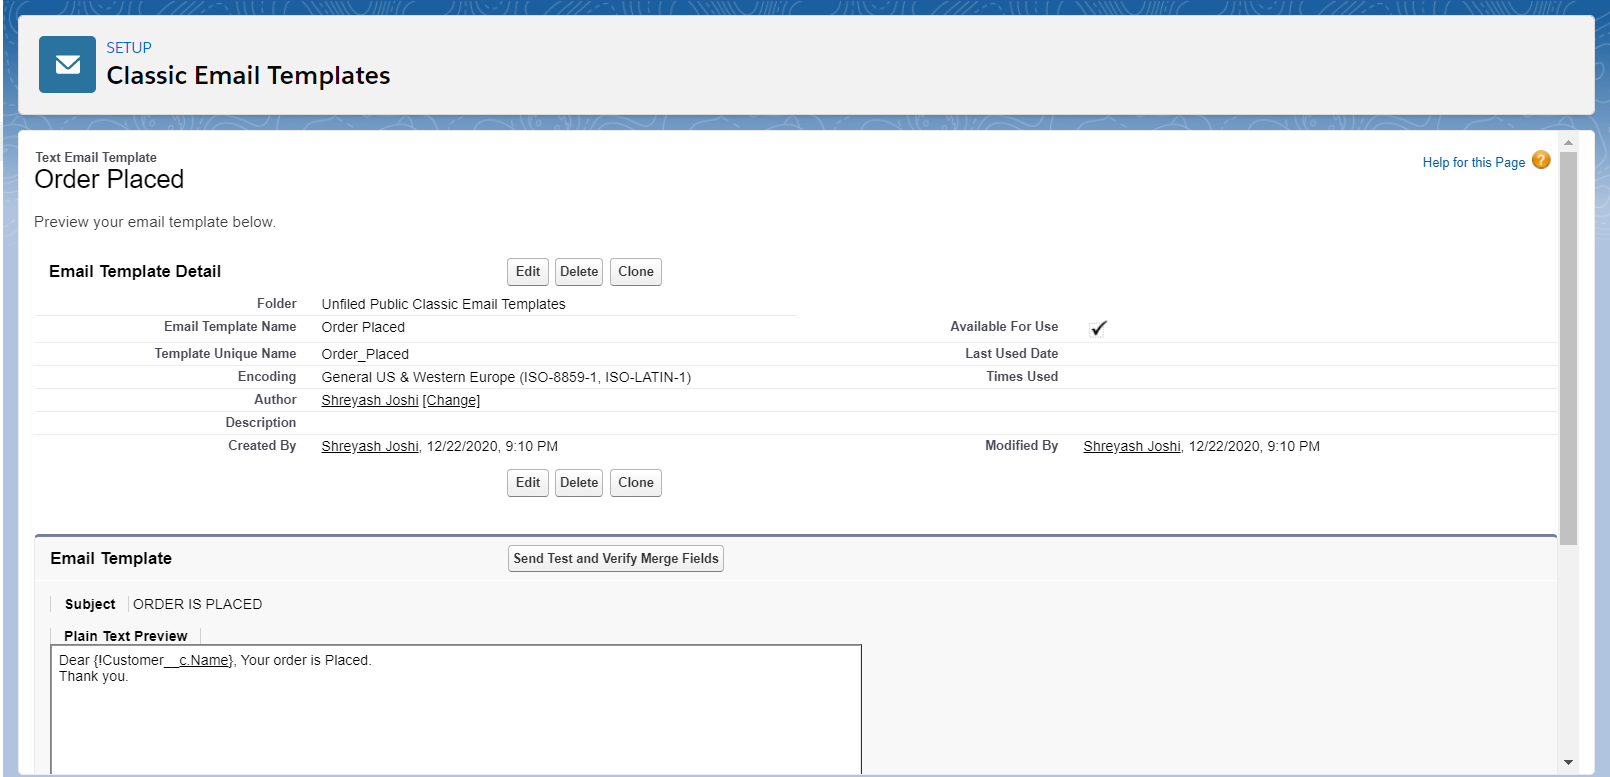 SETUP
Classic Email Templates
Text Email Template
Order Placed
Help for this Page ?
Preview your email template below.
Email Template Detail
Edit Delete Clone
Folder Unfiled Public Classic Email Templates
Email Template Name Order Placed Available For Use
Template Unique Name Order_Placed Last Used Date
Encoding General US & Western Europe (ISO-8859-1, ISO-LATIN-1) Times Used
Author Shreyash Joshi [Change]
Description
Created By Shreyash Joshi, 12/22/2020, 9:10 PM Modified By Shreyash Joshi, 12/22/2020, 9:10 PM
Edit Delete Clone
Email Template Send Test and Verify Merge Fields
Subject ORDER IS PLACED
Plain Text Preview
Dear {!Customer__c.Name}, Your order is Placed.
Thank you.